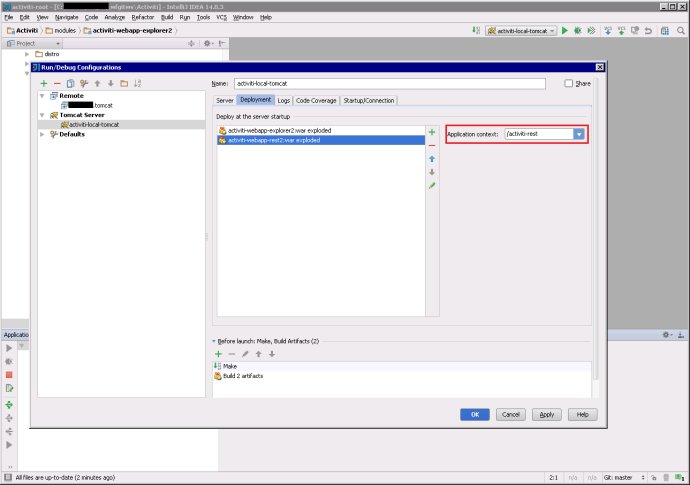 activiti-root - [C:\ wfgitwv\Activiti] - IntelliJ IDEA 14.0.3
File Edit View Navigate Code Analyze Refactor Build Run Tools VCS Window Help
Activiti modules activiti-webapp-explorer2 activiti-local-tomcat
Project
distro
Run/Debug Configurations
Name: activiti-local-tomcat Share
Remote
.tomcat
Tomcat Server
activiti-local-tomcat
Defaults
Server Deployment Logs Code Coverage Startup/Connection
Deploy at the server startup
activiti-webapp-explorer2:war exploded
activiti-webapp-rest2:war exploded
Application context: /activiti-rest
Applicatio
Before launch: Make, Build Artifacts (2)
Make
Build 2 artifacts
OK Cancel Apply Help
All files are up-to-date (2 minutes ago) 2:1 n/a n/a Git: master